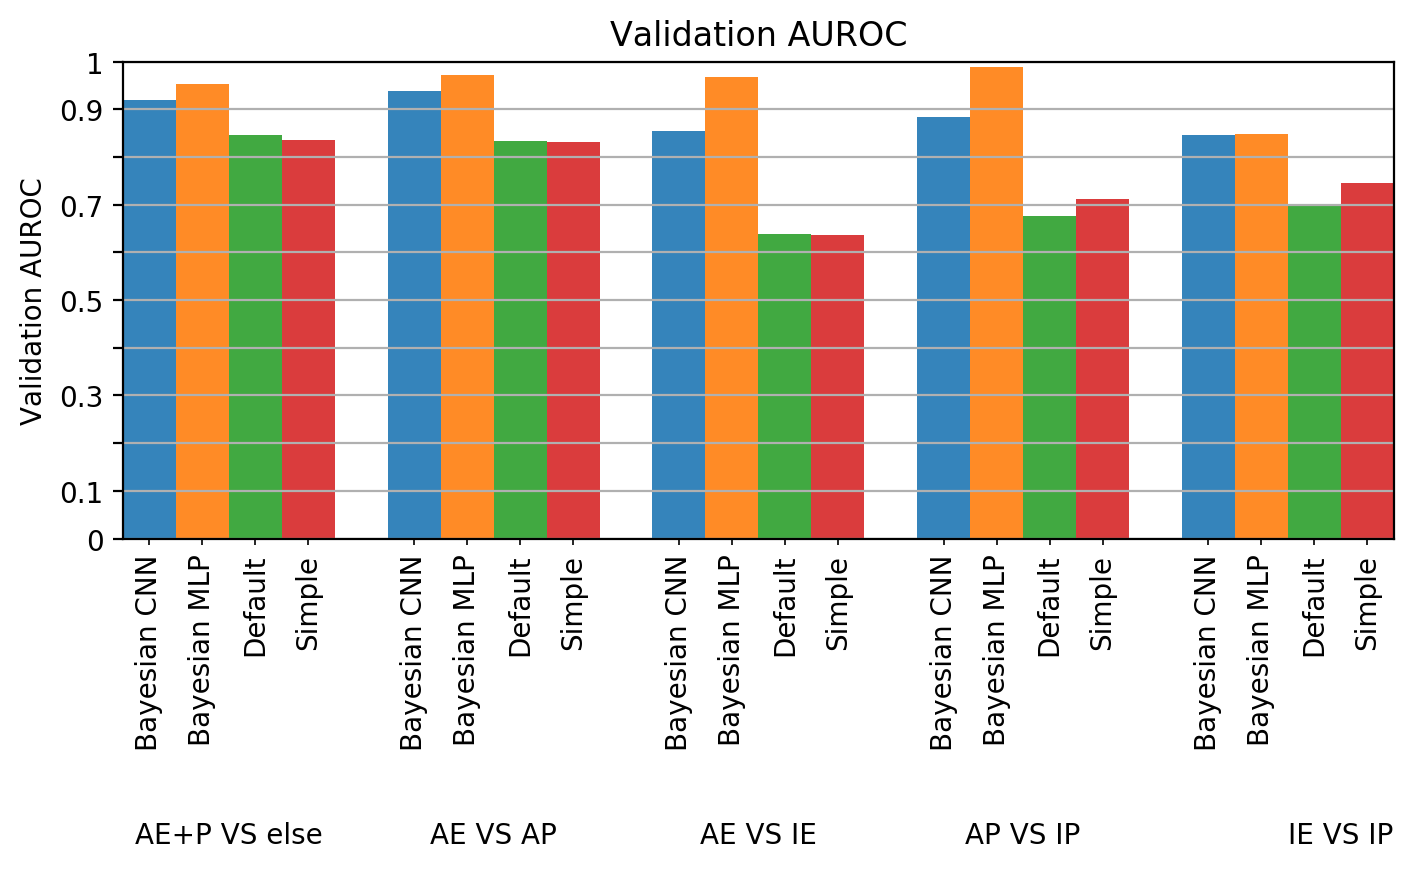 Validation AUROC
Validation AUROC
1
0.9
0.7
0.5
0.3
0.1
0
Bayesian CNN
Bayesian MLP
Default
Simple
Bayesian CNN
Bayesian MLP
Default
Simple
Bayesian CNN
Bayesian MLP
Default
Simple
Bayesian CNN
Bayesian MLP
Default
Simple
Bayesian CNN
Bayesian MLP
Default
Simple
AE+P VS else
AE VS AP
AE VS IE
AP VS IP
IE VS IP